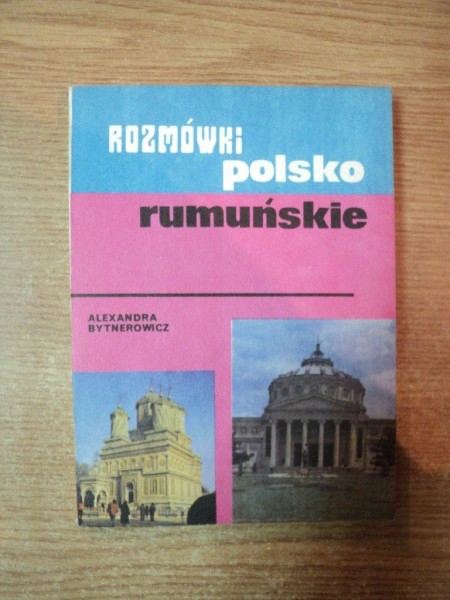 ROZMÓWKI
polsko
rumuńskie
ALEXANDRA
BYTNEROWICZ